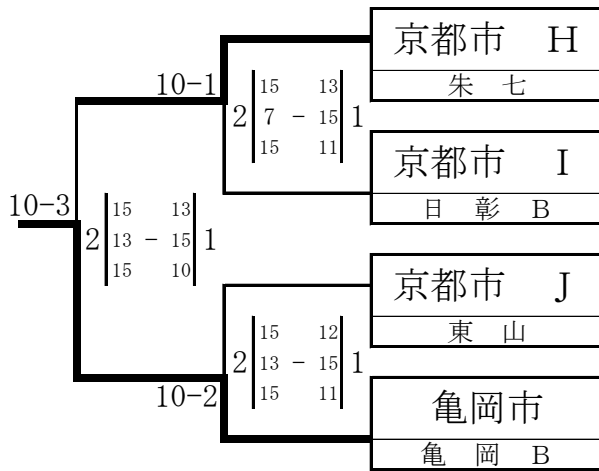 京都市 H
朱 七
10-1
2 15 13 1
7 - 15
15 11
京都市 I
日 彰 B
10-3
2 15 13 1
13 - 15
15 10
京都市 J
東 山
2 15 12 1
13 - 15
15 11
10-2
亀岡市
亀 岡 B